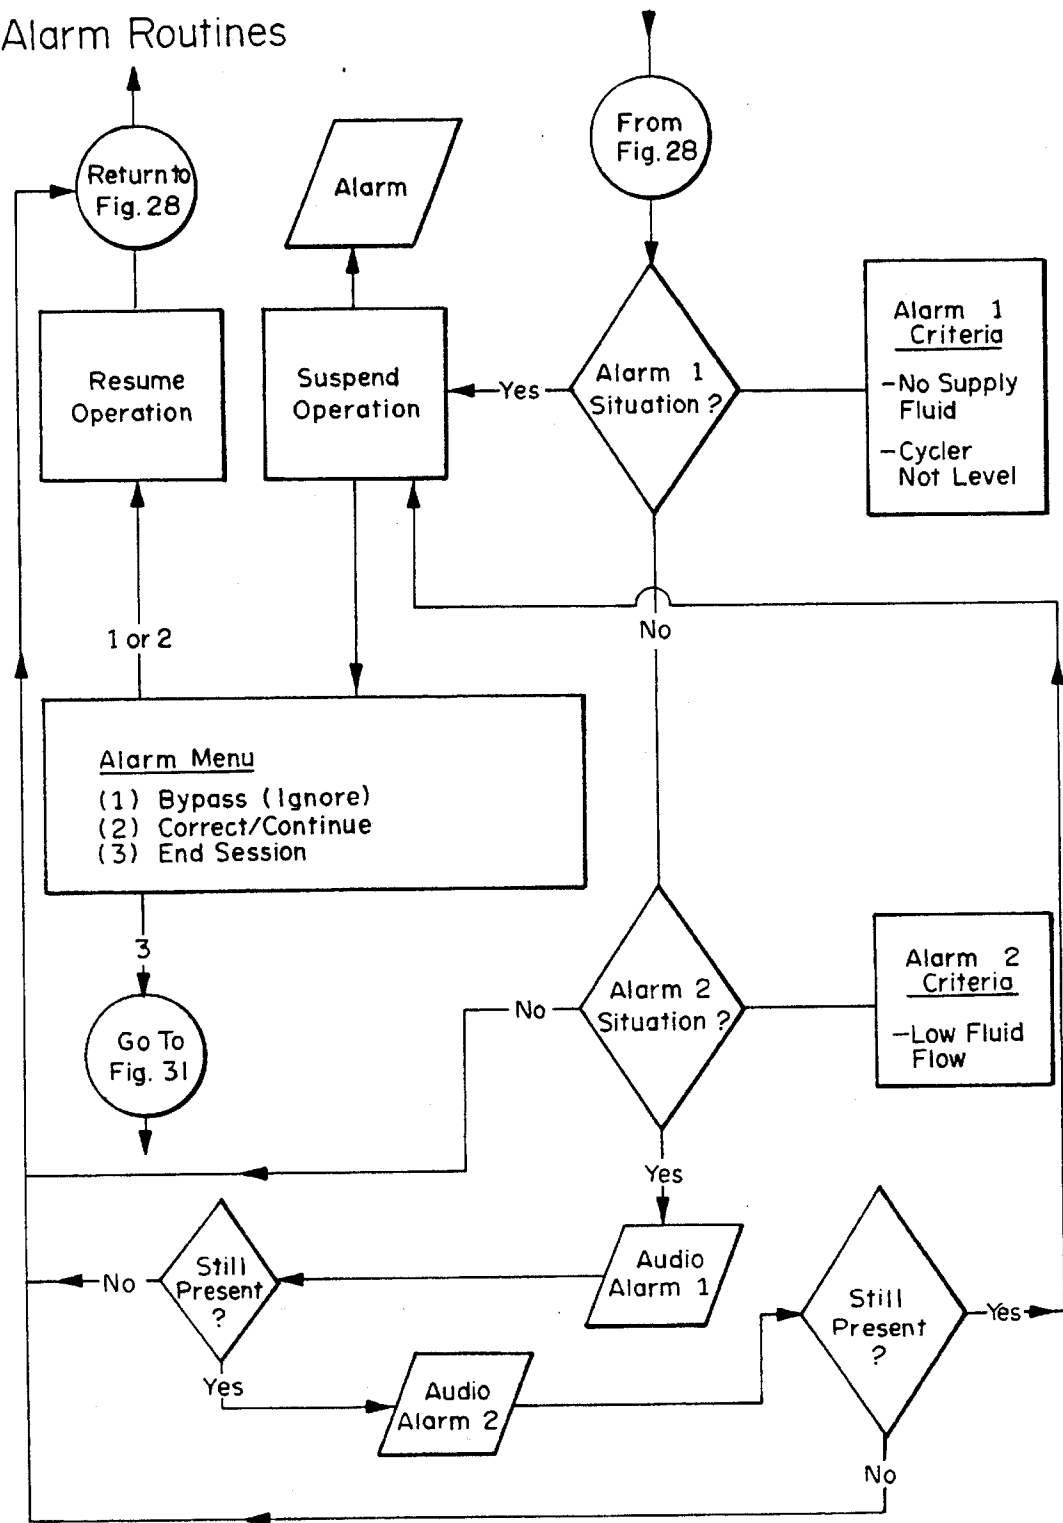 Alarm Routines
From
Fig. 28
Return to
Fig. 28
Alarm
Resume
Operation
Suspend
Operation
Yes
Alarm 1
Situation ?
Alarm 1
Criteria
–No Supply
Fluid
–Cycler
Not Level
No
1 or 2
Alarm Menu
(1) Bypass (Ignore)
(2) Correct/Continue
(3) End Session
3
Go To
Fig. 31
No
Alarm 2
Situation ?
Alarm 2
Criteria
–Low Fluid
Flow
Yes
Audio
Alarm 1
Still
Present
?
No
Yes
Audio
Alarm 2
Still
Present
?
Yes
No